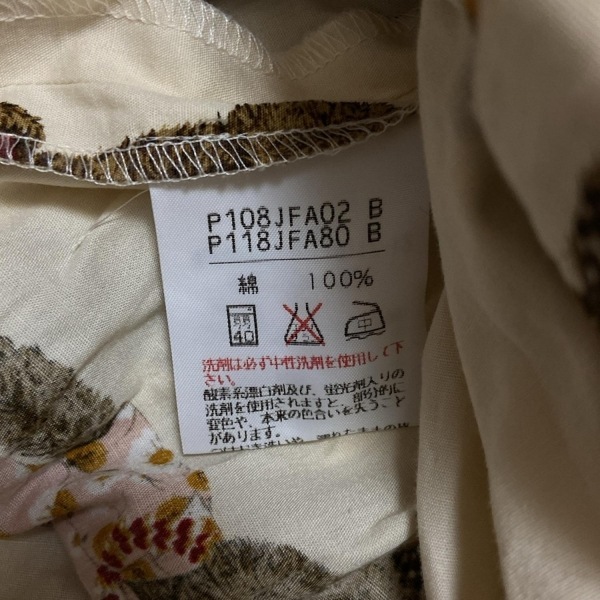 P108JFA02 B
P118JFA80 B
綿 100%
40
洗剤は必ず中性洗剤を使用して下
さい。
酸素系漂白剤及び、蛍光剤入りの
洗剤を使用されますと、部分的に
変色や、本来の色合いを失うこと
があります。